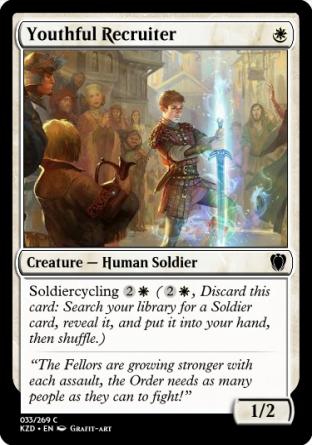 Youthful Recruiter
Creature — Human Soldier
Soldiercycling 2 ( 2 , Discard this
card: Search your library for a Soldier
card, reveal it, and put it into your hand,
then shuffle.)
"The Fellors are growing stronger with
each assault, the Order needs as many
people as they can to fight!"
1/2
033/269 C
KZD • EN Grafit-art